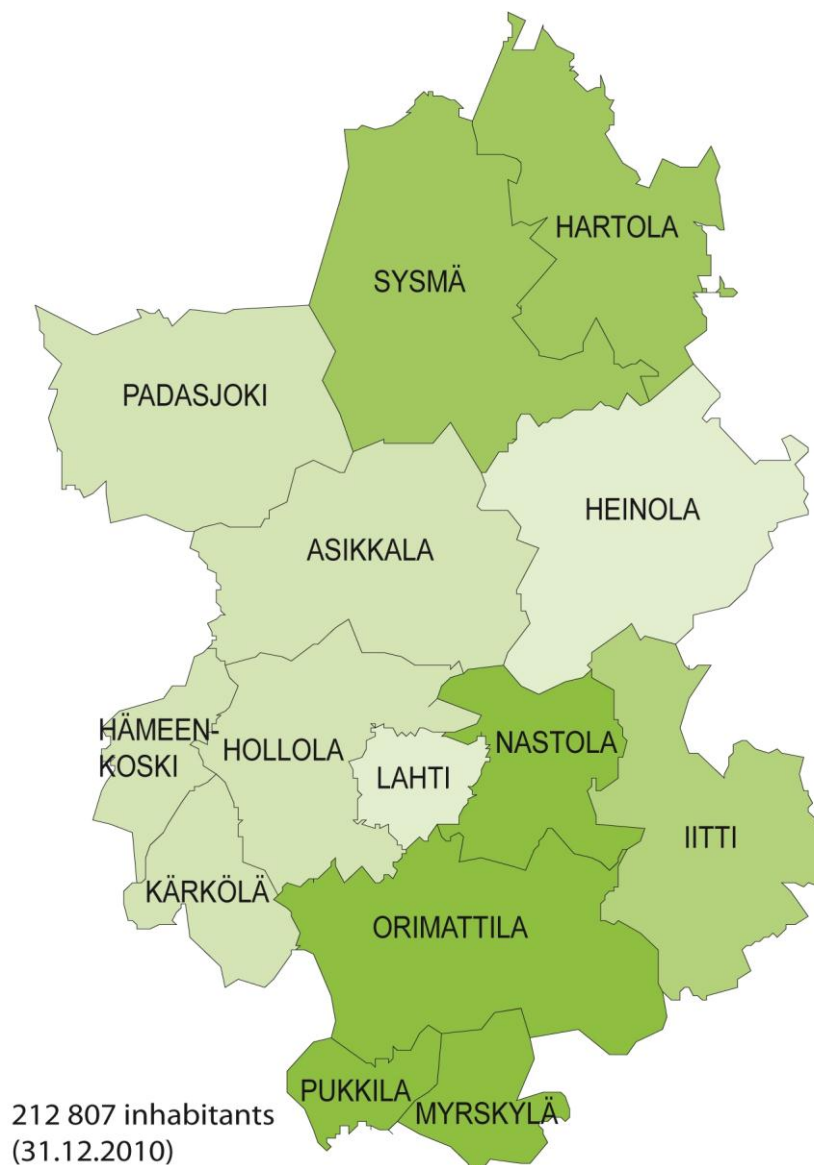 HARTOLA
SYSMÄ
PADASJOKI
HEINOLA
ASIKKALA
HÄMEEN-
KOSKI
HOLLOLA
NASTOLA
LAHTI
IITTI
KÄRKÖLÄ
ORIMATTILA
PUKKILA
MYRSKYLÄ
212 807 inhabitants
(31.12.2010)